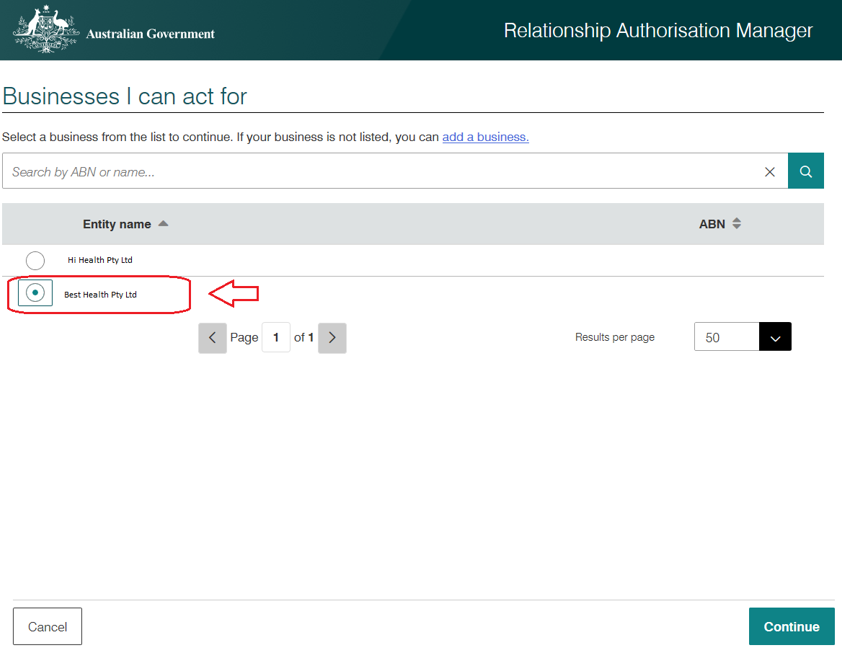 Australian Government
Relationship Authorisation Manager
Businesses I can act for
Select a business from the list to continue. If your business is not listed, you can add a business.
Search by ABN or name...
Entity name ABN
Hi Health Pty Ltd
Best Health Pty Ltd
Page 1 of 1 Results per page 50
Cancel Continue